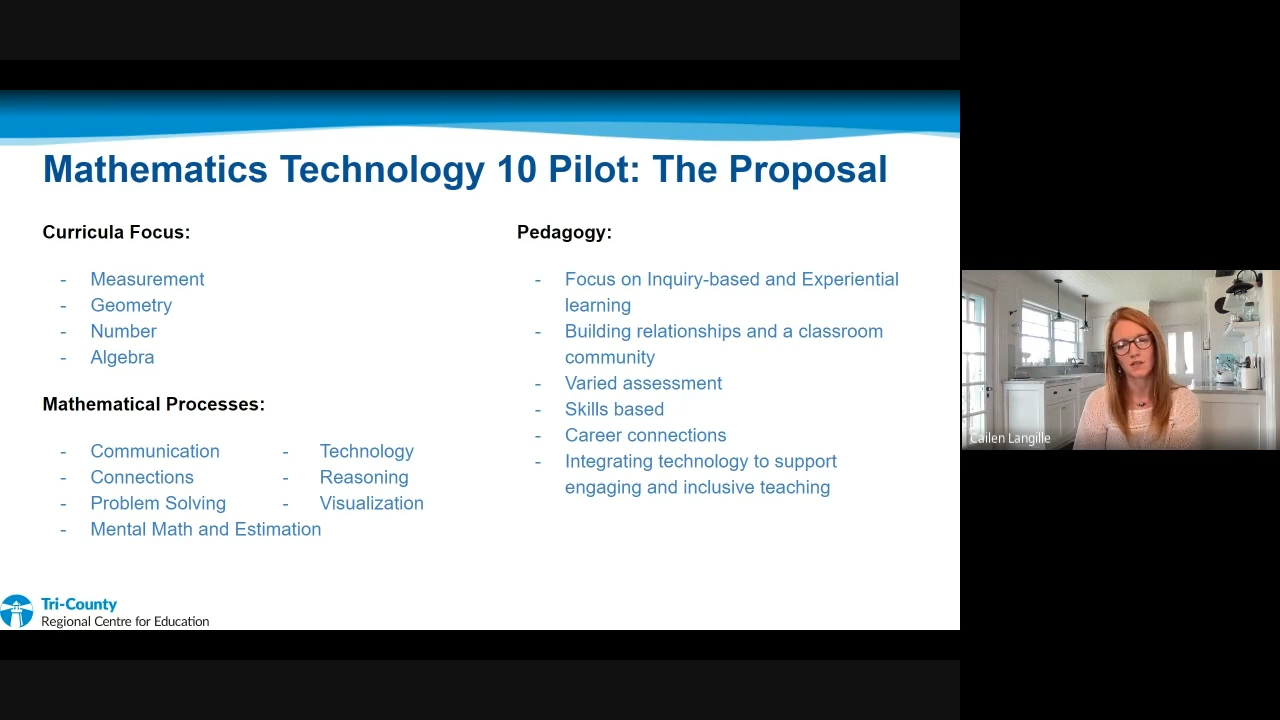 Mathematics Technology 10 Pilot: The Proposal
Curricula Focus:
- Measurement
- Geometry
- Number
- Algebra
Mathematical Processes:
- Communication - Technology
- Connections - Reasoning
- Problem Solving - Visualization
- Mental Math and Estimation
Pedagogy:
- Focus on Inquiry-based and Experiential
learning
- Building relationships and a classroom
community
- Varied assessment
- Skills based
- Career connections
- Integrating technology to support
engaging and inclusive teaching
Tri-County
Regional Centre for Education
Cailen Langille